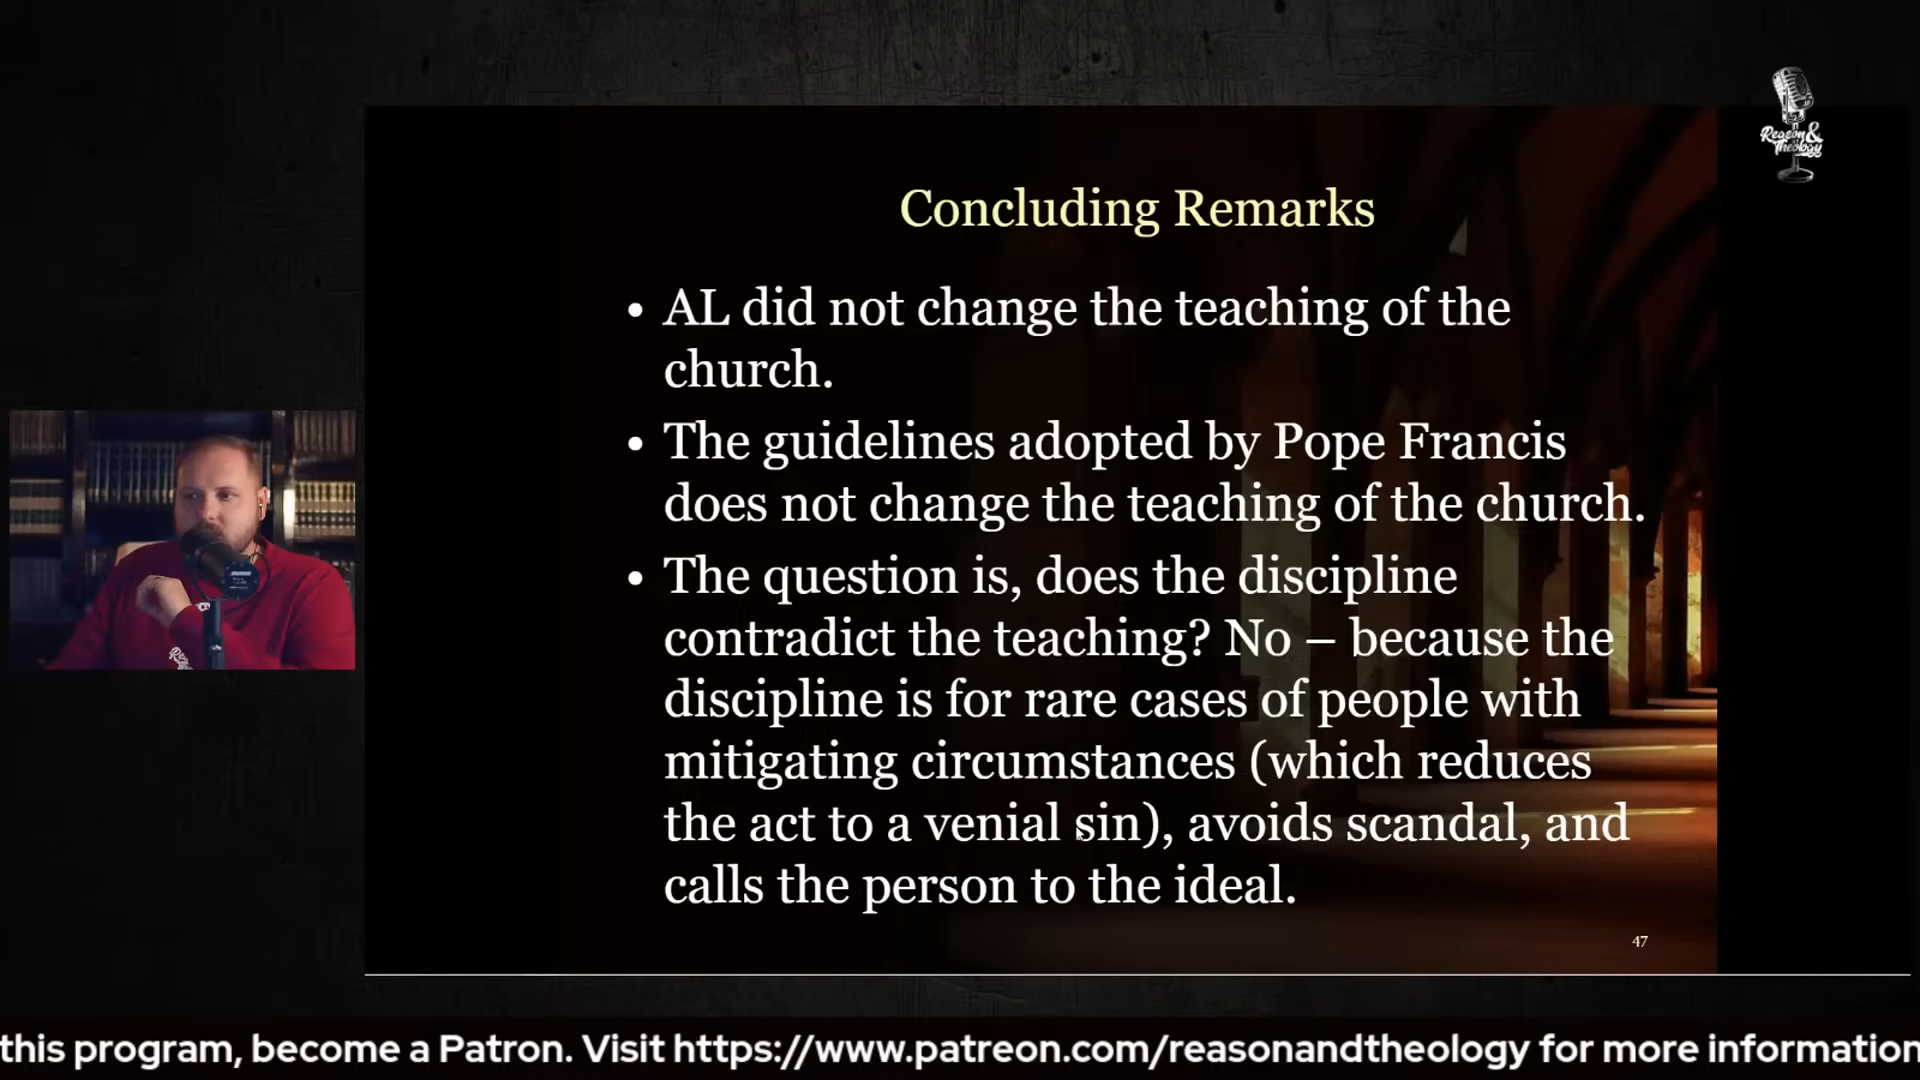 Reason &
Theology
Concluding Remarks
• AL did not change the teaching of the
church.
• The guidelines adopted by Pope Francis
does not change the teaching of the church.
• The question is, does the discipline
contradict the teaching? No – because the
discipline is for rare cases of people with
mitigating circumstances (which reduces
the act to a venial sin), avoids scandal, and
calls the person to the ideal.
47
this program, become a Patron. Visit https://www.patreon.com/reasonandtheology for more information